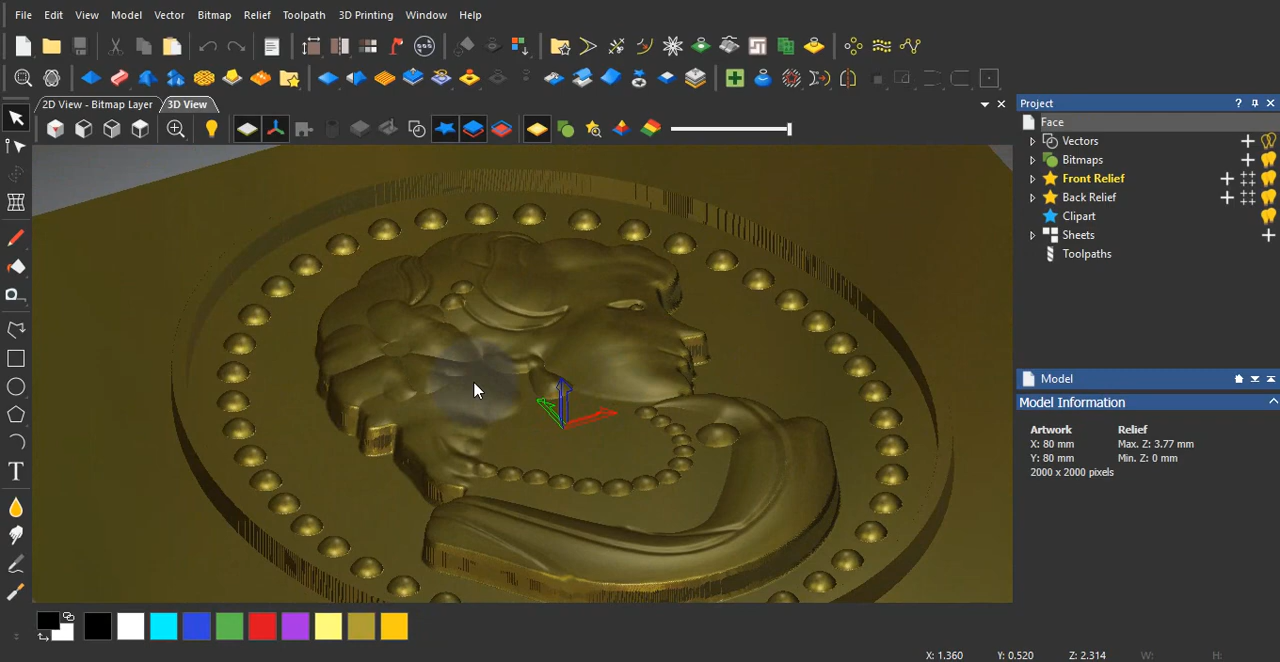 File Edit View Model Vector Bitmap Relief Toolpath 3D Printing Window Help
2D View - Bitmap Layer 3D View
Project
Face
Vectors
Bitmaps
Front Relief
Back Relief
Clipart
Sheets
Toolpaths
Model
Model Information
Artwork Relief
X: 80 mm Max. Z: 3.77 mm
Y: 80 mm Min. Z: 0 mm
2000 x 2000 pixels
X: 1.360 Y: 0.520 Z: 2.314 W: H: